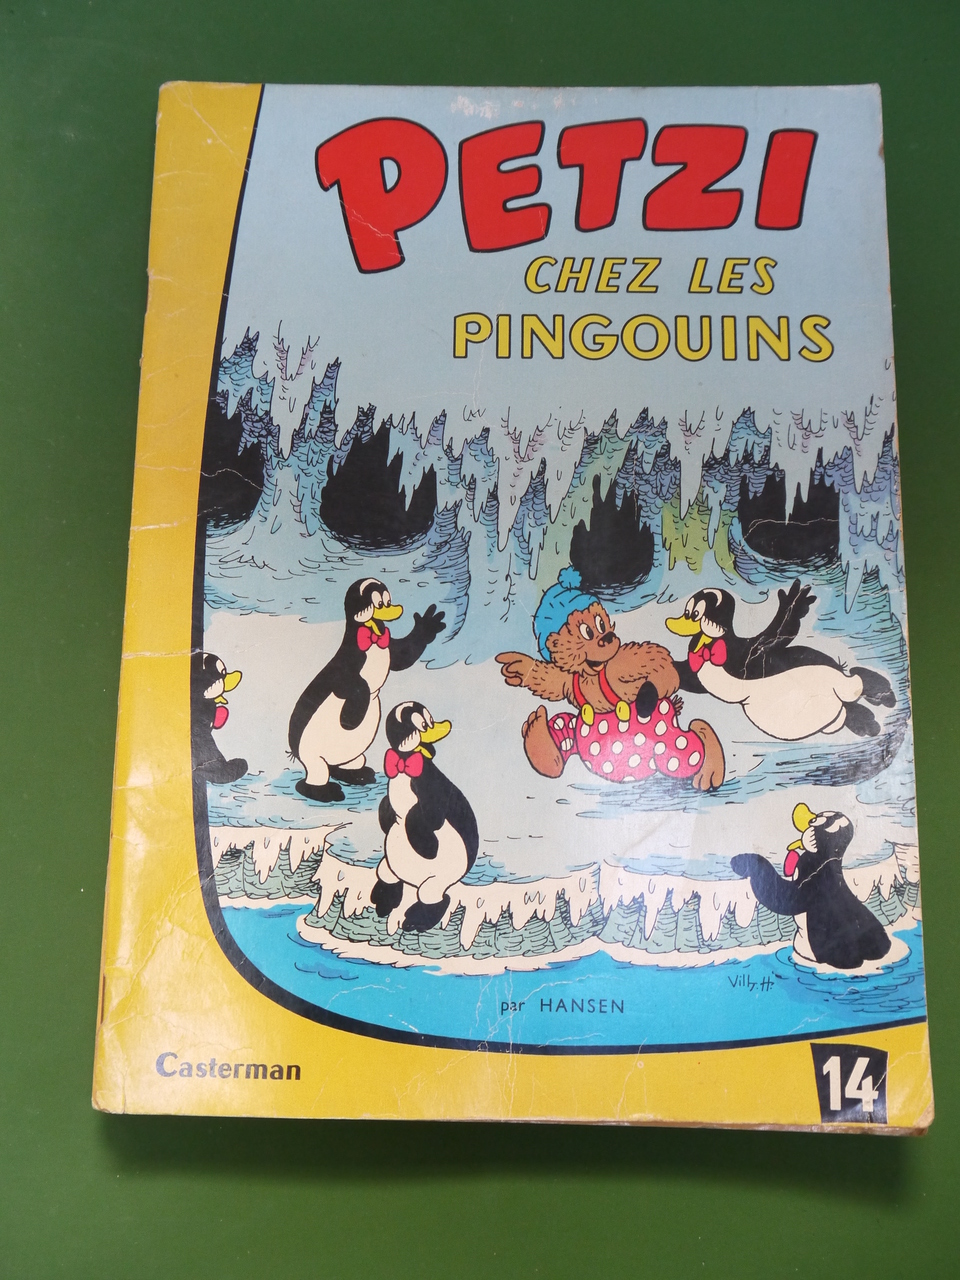 PETZI
CHEZ LES
PINGOUINS
Vilh. H.
par HANSEN
Casterman
14